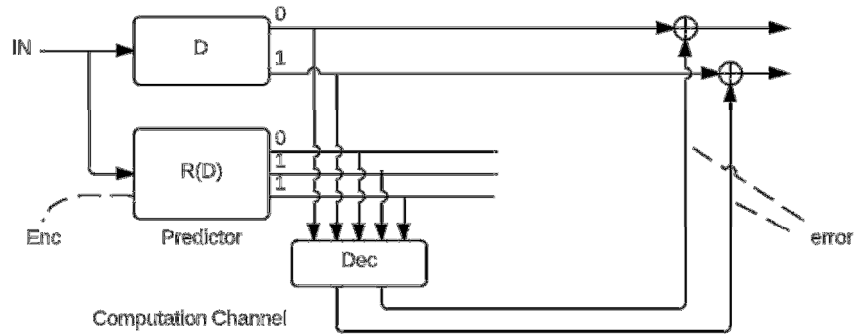 0
IN
D
1
0
1
R(D)
1
Enc
Predictor
error
Dec
Computation Channel